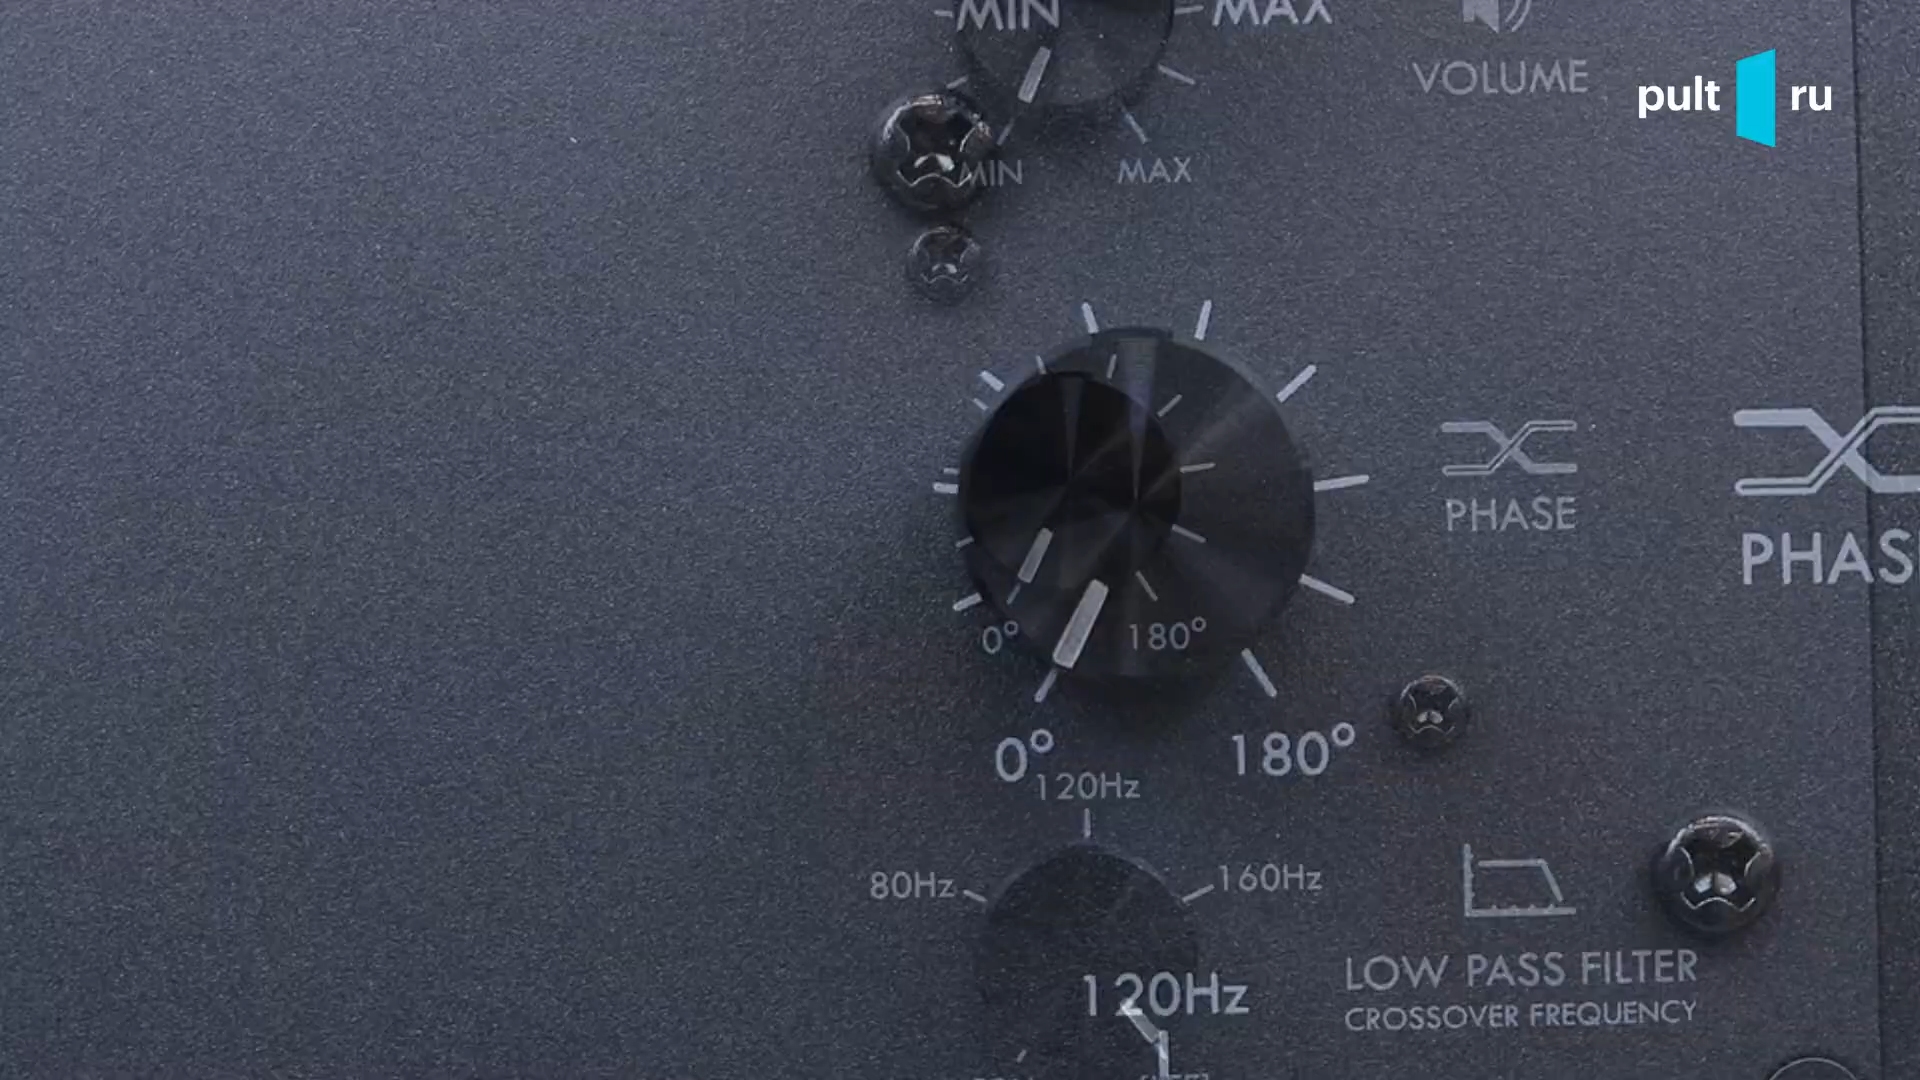 MIN MAX
VOLUME
pult ru
MIN MAX
PHASE
PHAS
0° 180°
0° 180°
120Hz
80Hz 160Hz
LOW PASS FILTER
120Hz
CROSSOVER FREQUENCY